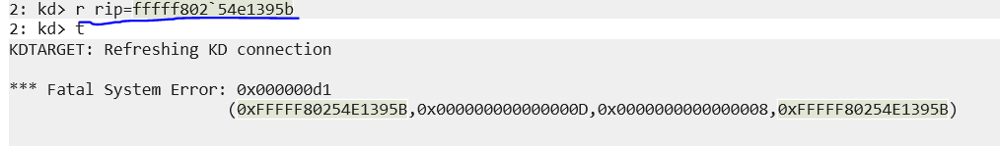 2: kd> r rip=fffff802`54e1395b
2: kd> t
KDTARGET: Refreshing KD connection
*** Fatal System Error: 0x000000d1
(0xFFFFF80254E1395B,0x000000000000000D,0x0000000000000008,0xFFFFF80254E1395B)